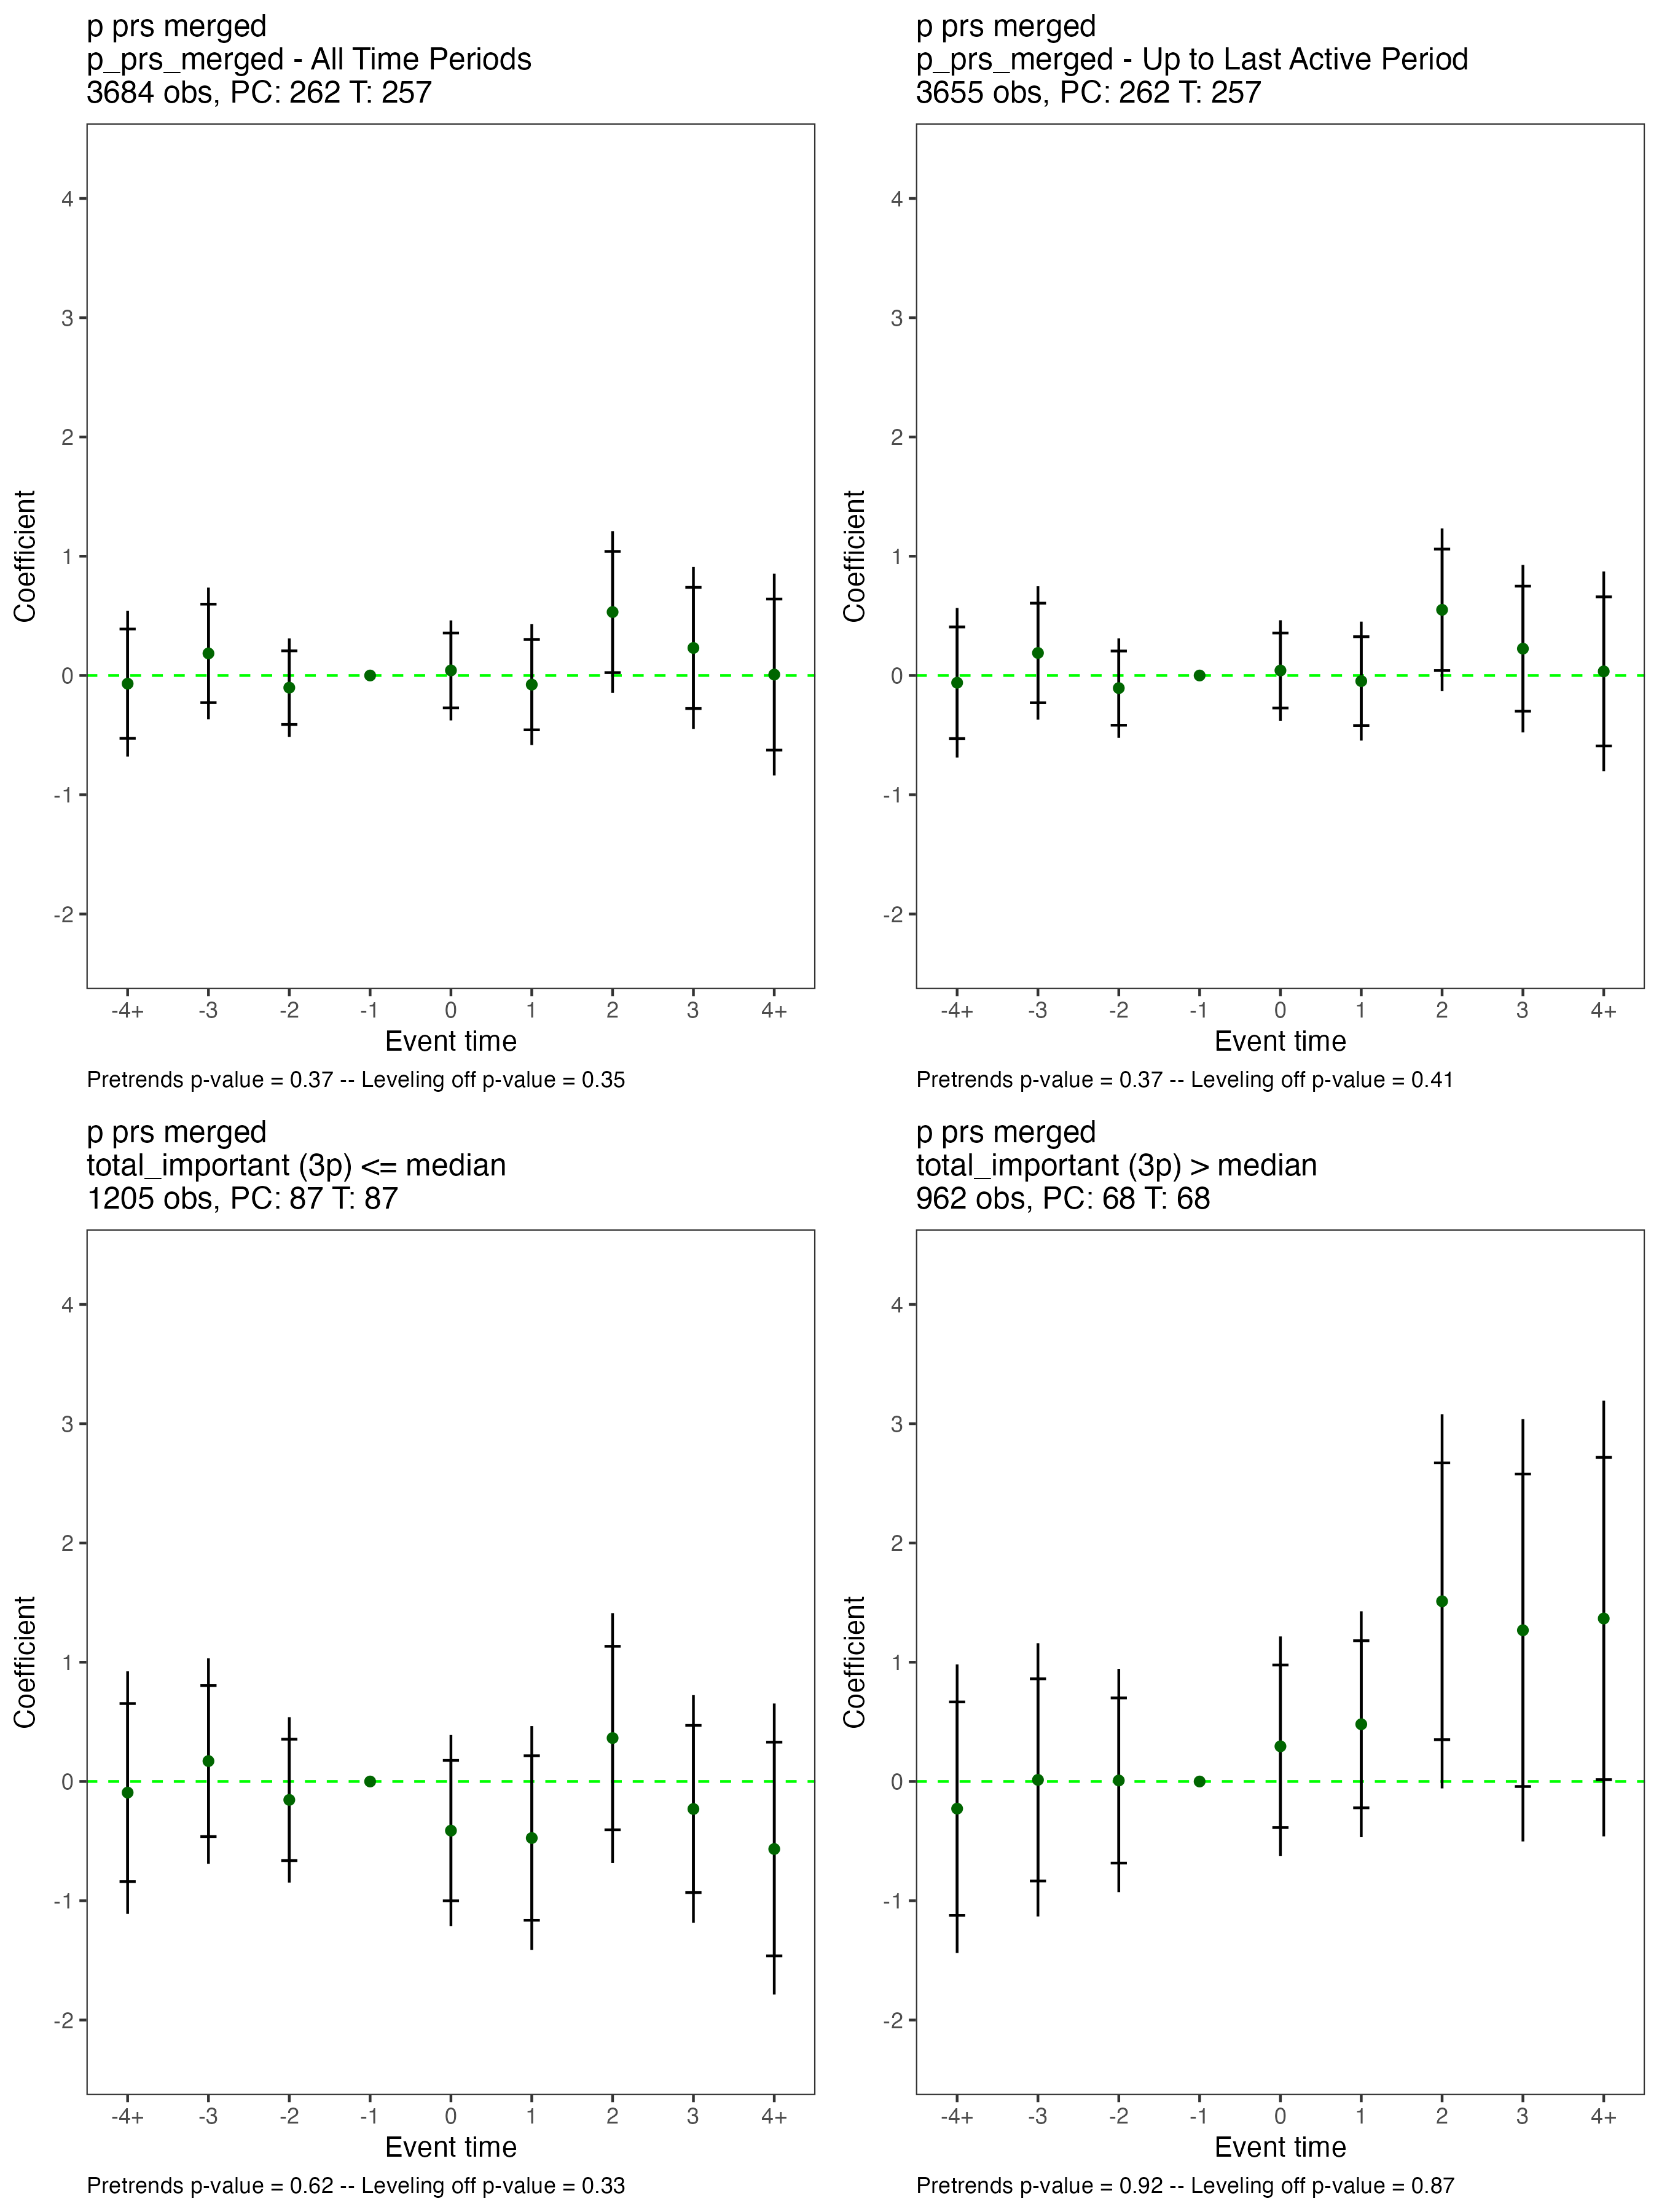 p prs merged
p_prs_merged - All Time Periods
3684 obs, PC: 262 T: 257
Coefficient
4
3
2
1
0
-1
-2
-4+ -3 -2 -1 0 1 2 3 4+
Event time
Pretrends p-value = 0.37 -- Leveling off p-value = 0.35
p prs merged
p_prs_merged - Up to Last Active Period
3655 obs, PC: 262 T: 257
Coefficient
4
3
2
1
0
-1
-2
-4+ -3 -2 -1 0 1 2 3 4+
Event time
Pretrends p-value = 0.37 -- Leveling off p-value = 0.41
p prs merged
total_important (3p) <= median
1205 obs, PC: 87 T: 87
Coefficient
4
3
2
1
0
-1
-2
-4+ -3 -2 -1 0 1 2 3 4+
Event time
Pretrends p-value = 0.62 -- Leveling off p-value = 0.33
p prs merged
total_important (3p) > median
962 obs, PC: 68 T: 68
Coefficient
4
3
2
1
0
-1
-2
-4+ -3 -2 -1 0 1 2 3 4+
Event time
Pretrends p-value = 0.92 -- Leveling off p-value = 0.87